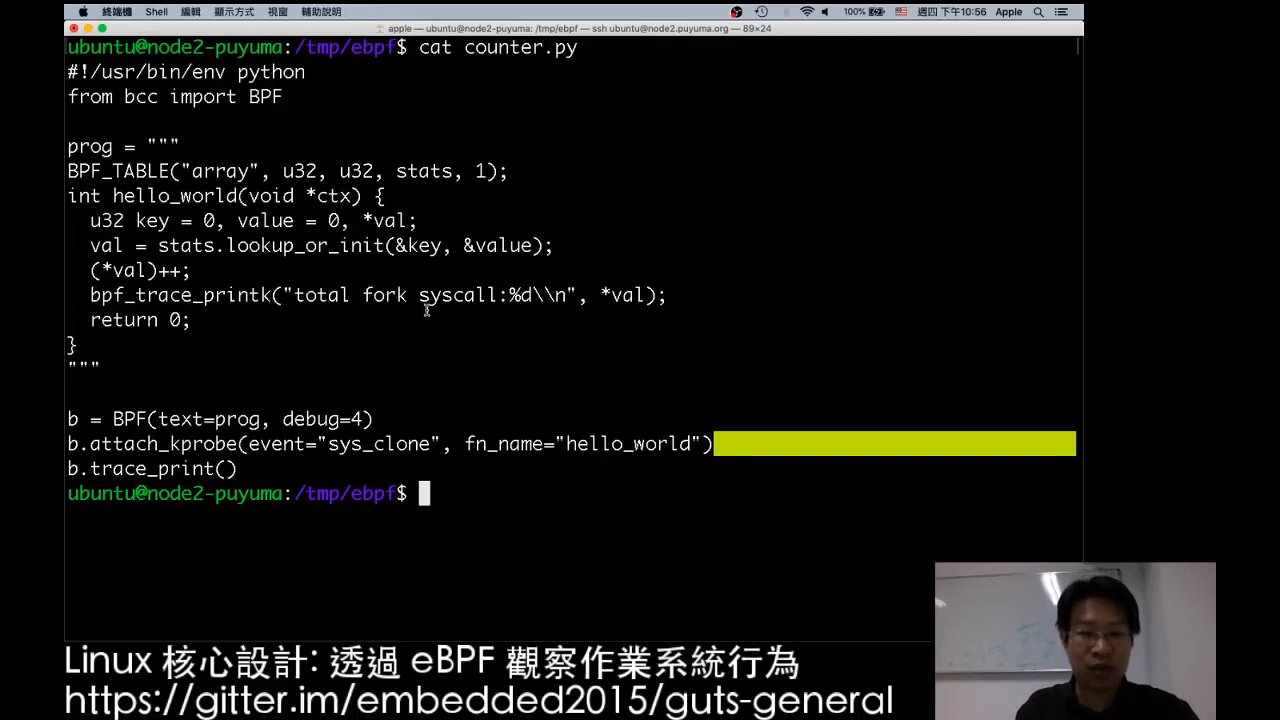 終端機 Shell 編輯 顯示方式 視窗 輔助說明 100% 週四 下午10:56 Apple
apple — ubuntu@node2-puyuma: /tmp/ebpf — ssh ubuntu@node2.puyuma.org — 89×24
ubuntu@node2-puyuma:/tmp/ebpf$ cat counter.py
#!/usr/bin/env python
from bcc import BPF
prog = """
BPF_TABLE("array", u32, u32, stats, 1);
int hello_world(void *ctx) {
  u32 key = 0, value = 0, *val;
  val = stats.lookup_or_init(&key, &value);
  (*val)++;
  bpf_trace_printk("total fork syscall:%d\\n", *val);
  return 0;
}
"""
b = BPF(text=prog, debug=4)
b.attach_kprobe(event="sys_clone", fn_name="hello_world")
b.trace_print()
ubuntu@node2-puyuma:/tmp/ebpf$
Linux 核心設計: 透過 eBPF 觀察作業系統行為
https://gitter.im/embedded2015/guts-general